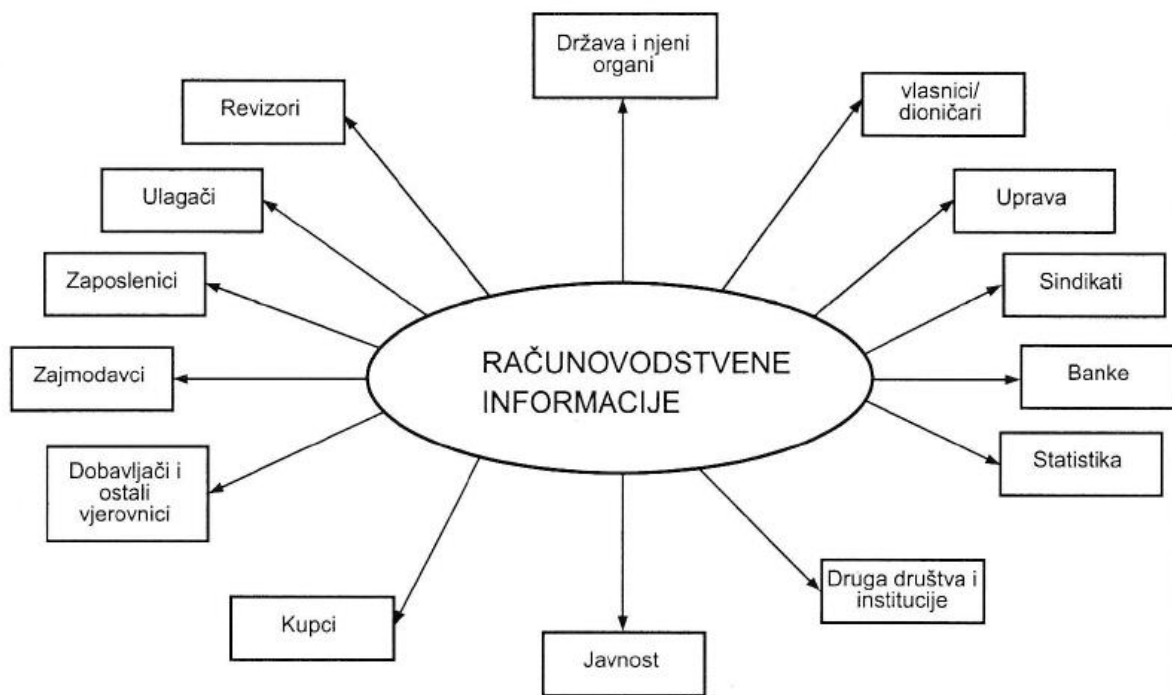 Država i njeni
organi
vlasnici/
dioničari
Revizori
Ulagači
Uprava
Zaposlenici
Sindikati
RAČUNOVODSTVENE
INFORMACIJE
Zajmodavci
Banke
Dobavljači i
ostali
vjerovnici
Statistika
Druga društva i
institucije
Kupci
Javnost